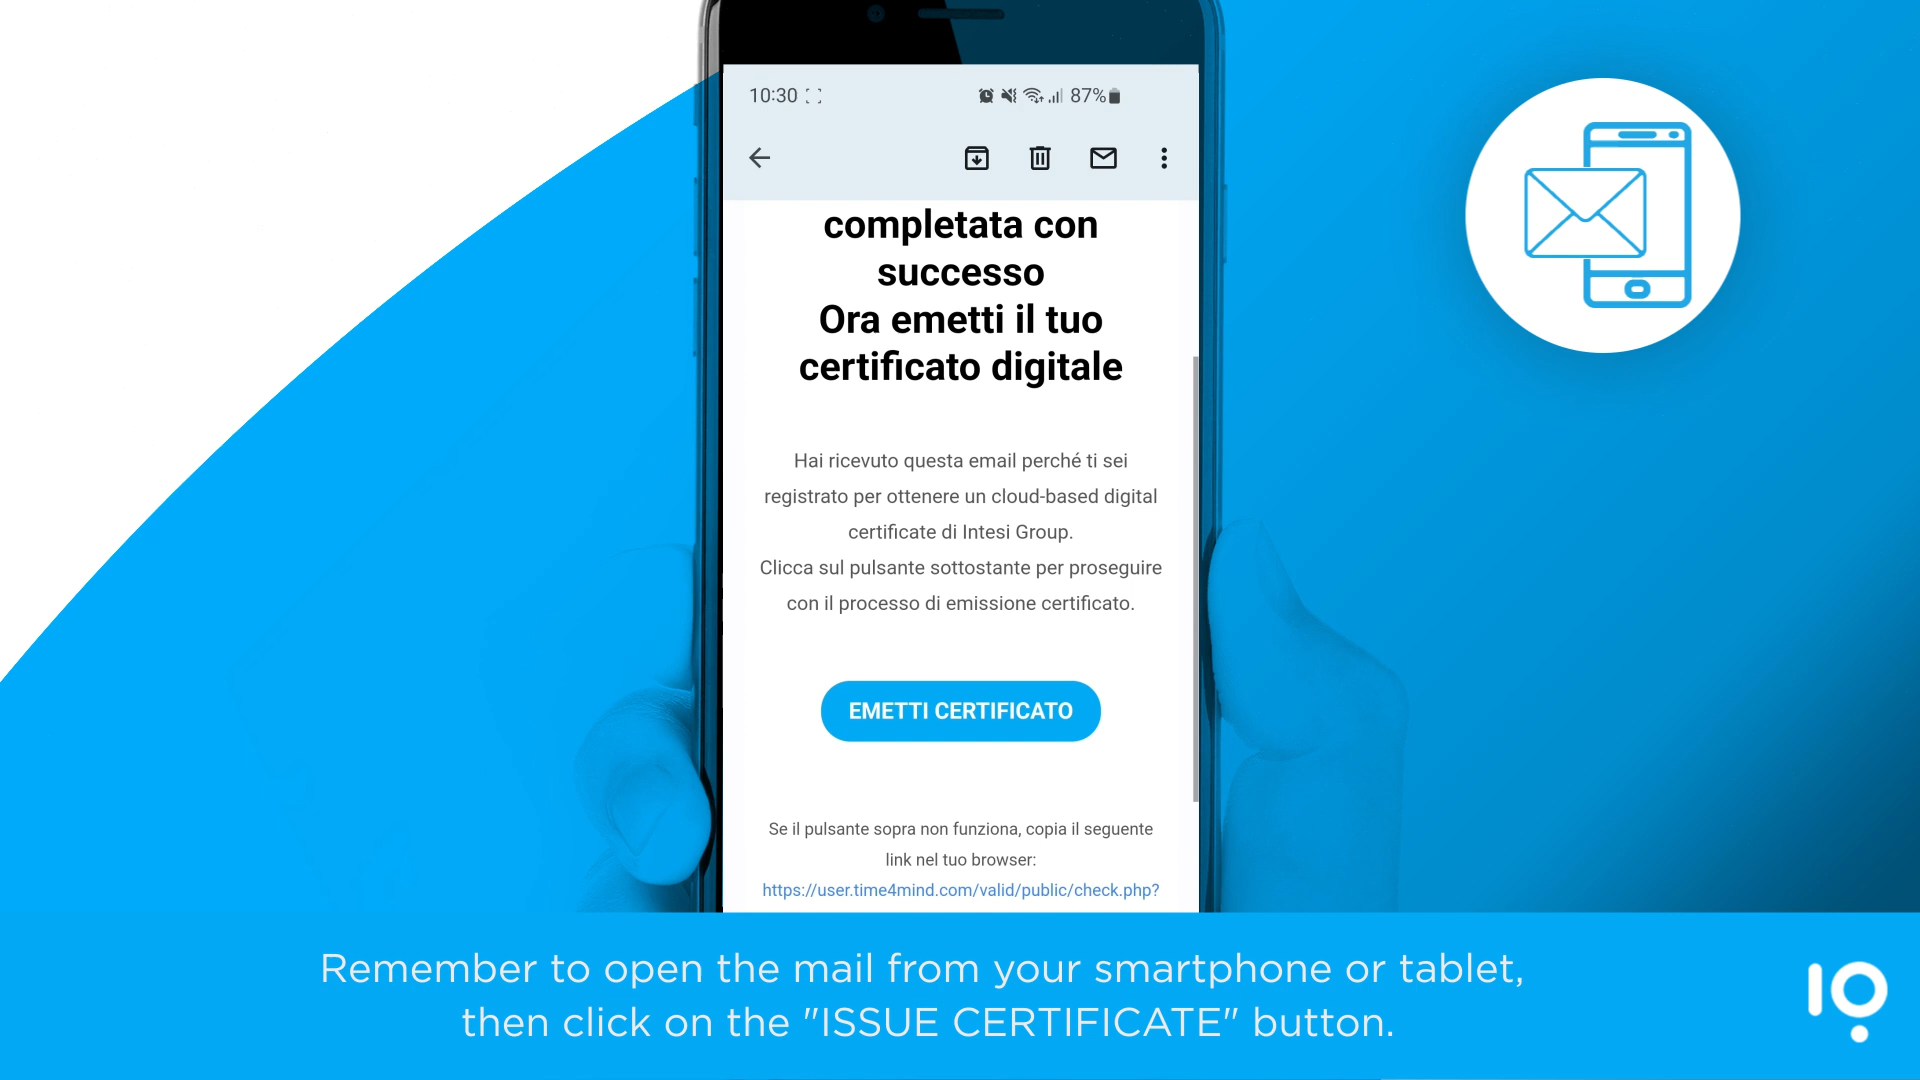 10:30
87%
completata con
successo
Ora emetti il tuo
certificato digitale
Hai ricevuto questa email perché ti sei
registrato per ottenere un cloud-based digital
certificate di Intesi Group.
Clicca sul pulsante sottostante per proseguire
con il processo di emissione certificato.
EMETTI CERTIFICATO
Se il pulsante sopra non funziona, copia il seguente
link nel tuo browser:
https://user.time4mind.com/valid/public/check.php?
Remember to open the mail from your smartphone or tablet,
then click on the "ISSUE CERTIFICATE" button.